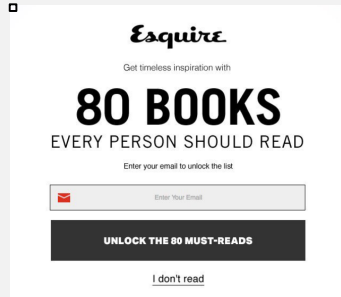 Esquire
Get timeless inspiration with
80 BOOKS
EVERY PERSON SHOULD READ
Enter your email to unlock the list
Enter Your Email
UNLOCK THE 80 MUST-READS
I don't read